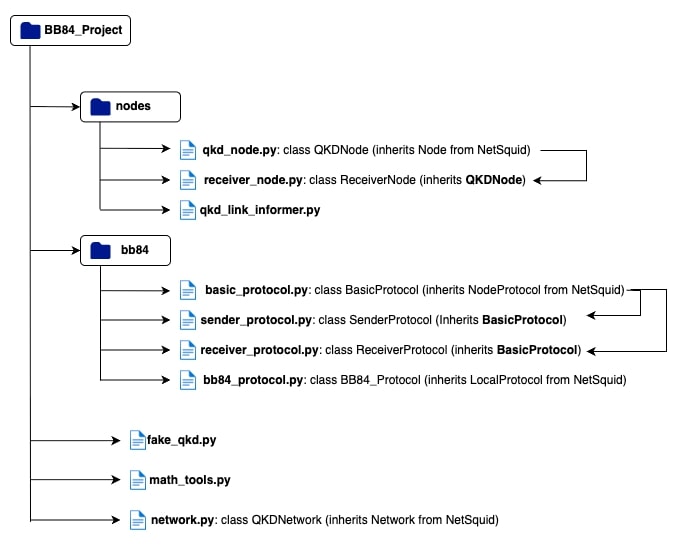 BB84_Project
nodes
qkd_node.py: class QKDNode (inherits Node from NetSquid)
receiver_node.py: class ReceiverNode (inherits QKDNode)
qkd_link_informer.py
bb84
basic_protocol.py: class BasicProtocol (inherits NodeProtocol from NetSquid)
sender_protocol.py: class SenderProtocol (Inherits BasicProtocol)
receiver_protocol.py: class ReceiverProtocol (inherits BasicProtocol)
bb84_protocol.py: class BB84_Protocol (inherits LocalProtocol from NetSquid)
fake_qkd.py
math_tools.py
network.py: class QKDNetwork (inherits Network from NetSquid)